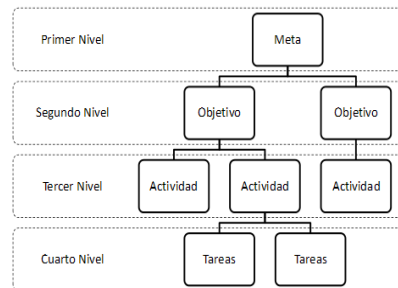 Primer Nivel
Meta
Segundo Nivel
Objetivo
Objetivo
Tercer Nivel
Actividad
Actividad
Actividad
Cuarto Nivel
Tareas
Tareas